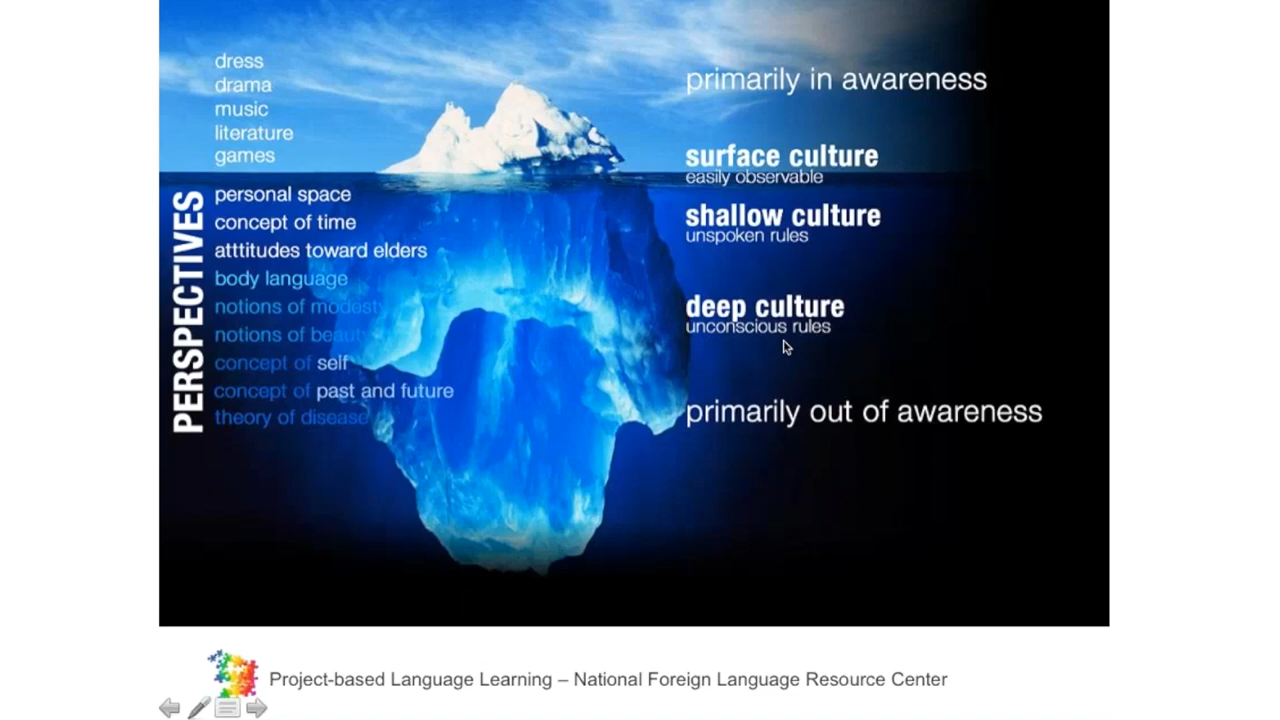 dress
drama
music
literature
games
PERSPECTIVES
personal space
concept of time
atttitudes toward elders
body language
notions of modesty
notions of beauty
concept of self
concept of past and future
theory of disease
primarily in awareness
surface culture
easily observable
shallow culture
unspoken rules
deep culture
unconscious rules
primarily out of awareness
Project-based Language Learning – National Foreign Language Resource Center